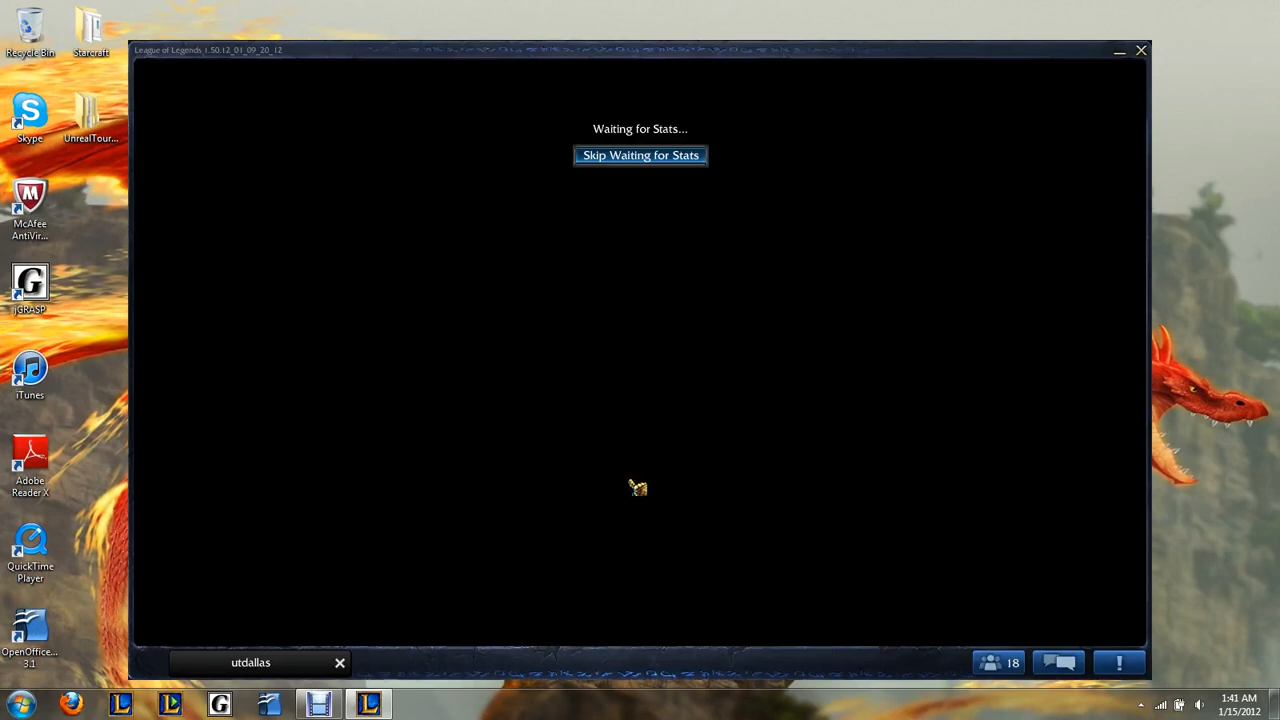 Recycle Bin
Starcraft
Skype
UnrealTour...
McAfee
AntiVir...
jGRASP
iTunes
Adobe
Reader X
QuickTime
Player
OpenOffice...
3.1
League of Legends 1.50.12_01_09_20_12
Waiting for Stats...
Skip Waiting for Stats
utdallas
18
1:41 AM
1/15/2012